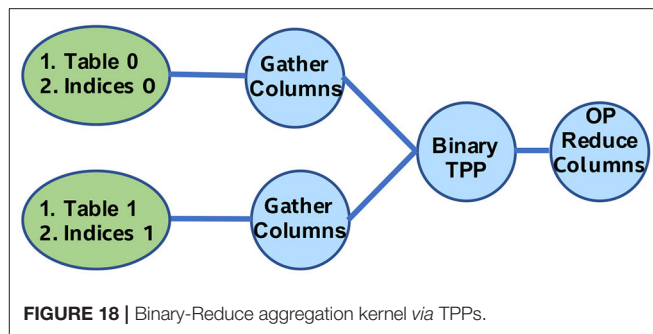 1. Table 0
2. Indices 0
Gather
Columns
1. Table 1
2. Indices 1
Gather
Columns
Binary
TPP
OP
Reduce
Columns
FIGURE 18 | Binary-Reduce aggregation kernel via TPPs.